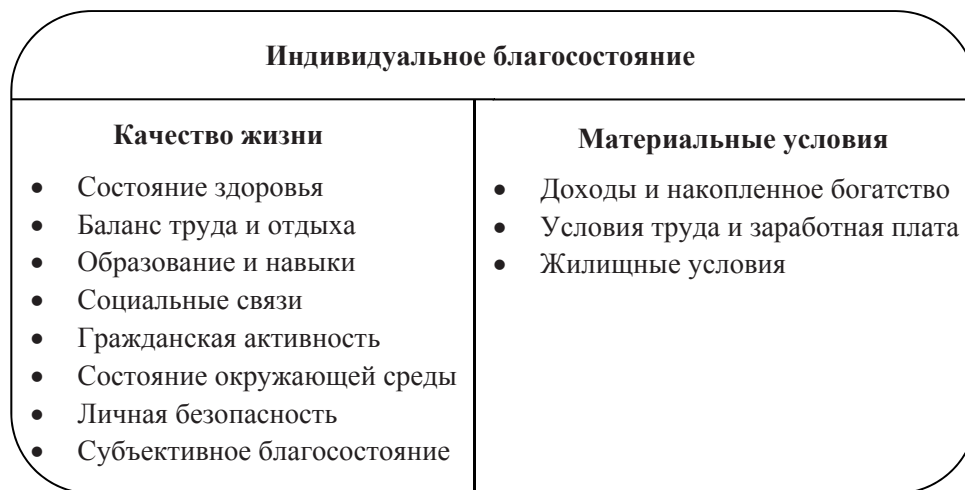 Индивидуальное благосостояние
Качество жизни
• Состояние здоровья
• Баланс труда и отдыха
• Образование и навыки
• Социальные связи
• Гражданская активность
• Состояние окружающей среды
• Личная безопасность
• Субъективное благосостояние
Материальные условия
• Доходы и накопленное богатство
• Условия труда и заработная плата
• Жилищные условия